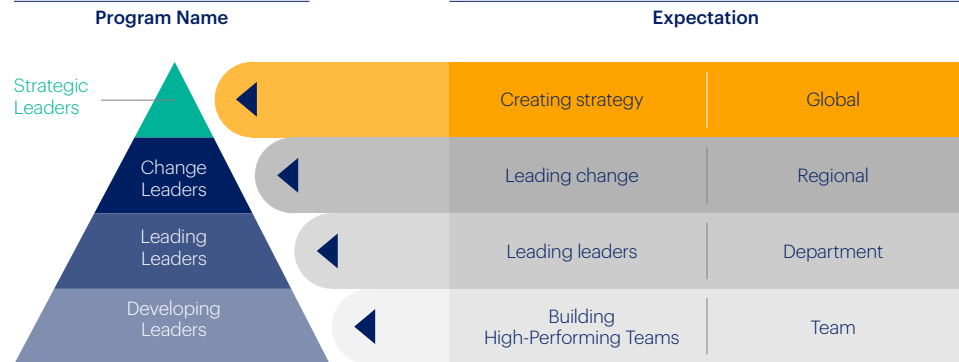 Program Name
Expectation
Strategic
Leaders
Creating strategy
Global
Change
Leaders
Leading change
Regional
Leading
Leaders
Leading leaders
Department
Developing
Leaders
Building
High-Performing Teams
Team